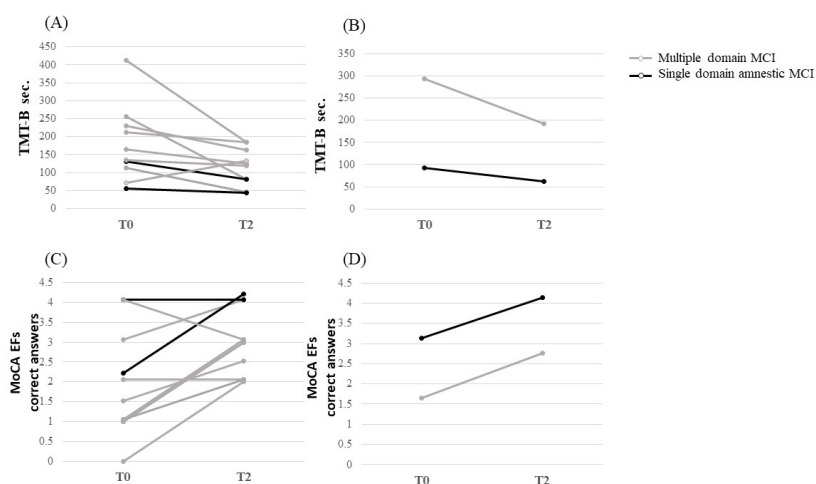 (A)
TMT-B sec.
450
400
350
300
250
200
150
100
50
0
T0
T2
(B)
TMT-B sec.
350
300
250
200
150
100
50
0
T0
T2
Multiple domain MCI
Single domain amnestic MCI
(C)
MoCA EFs
correct answers
4.5
4
3.5
3
2.5
2
1.5
1
0.5
0
T0
T2
(D)
MoCA EFs
correct answers
4.5
4
3.5
3
2.5
2
1.5
1
0.5
0
T0
T2